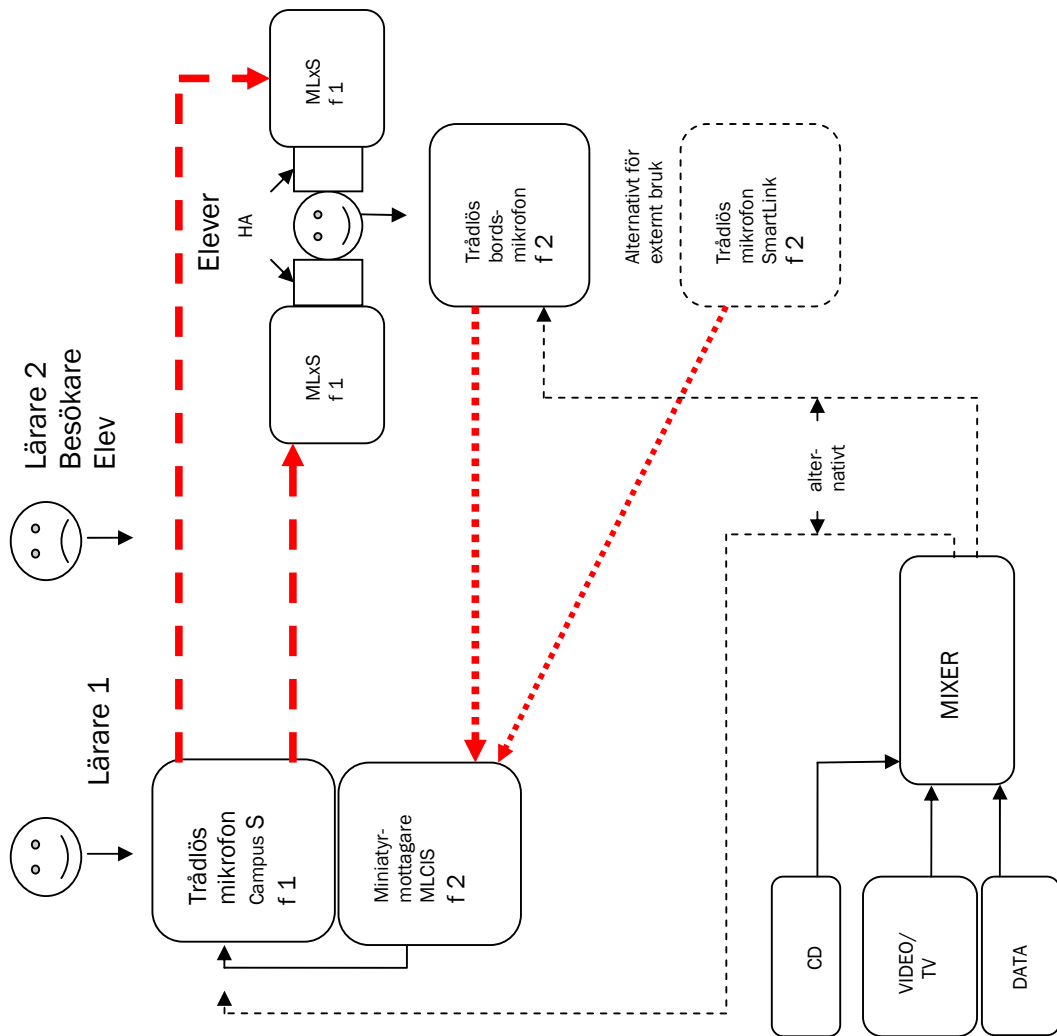 Lärare 1
Lärare 2
Besökare
Elev
Trådlös
mikrofon
Campus S
f 1
Miniatyr-
mottagare
MLCIS
f 2
Elever
HA
MLxS
f 1
MLxS
f 1
Trådlös
bords-
mikrofon
f 2
Alternativt för
externt bruk
Trådlös
mikrofon
SmartLink
f 2
alter-
nativt
MIXER
CD
VIDEO/
TV
DATA